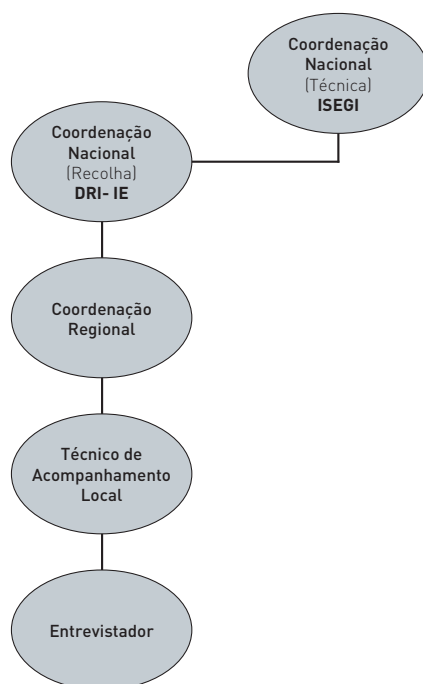 Coordenação
Nacional
(Técnica)
ISEGI
Coordenação
Nacional
(Recolha)
DRI- IE
Coordenação
Regional
Técnico de
Acompanhamento
Local
Entrevistador